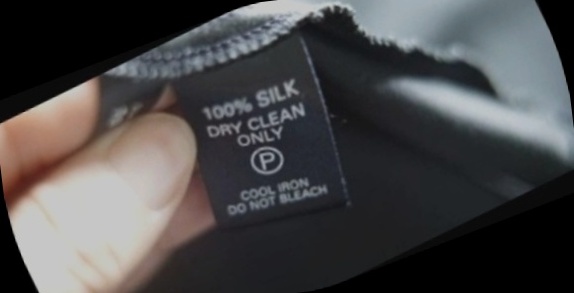 100% SILK
DRY CLEAN
ONLY
P
COOL IRON
DO NOT BLEACH